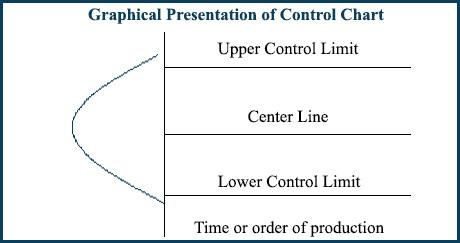 Graphical Presentation of Control Chart
Upper Control Limit
Center Line
Lower Control Limit
Time or order of production